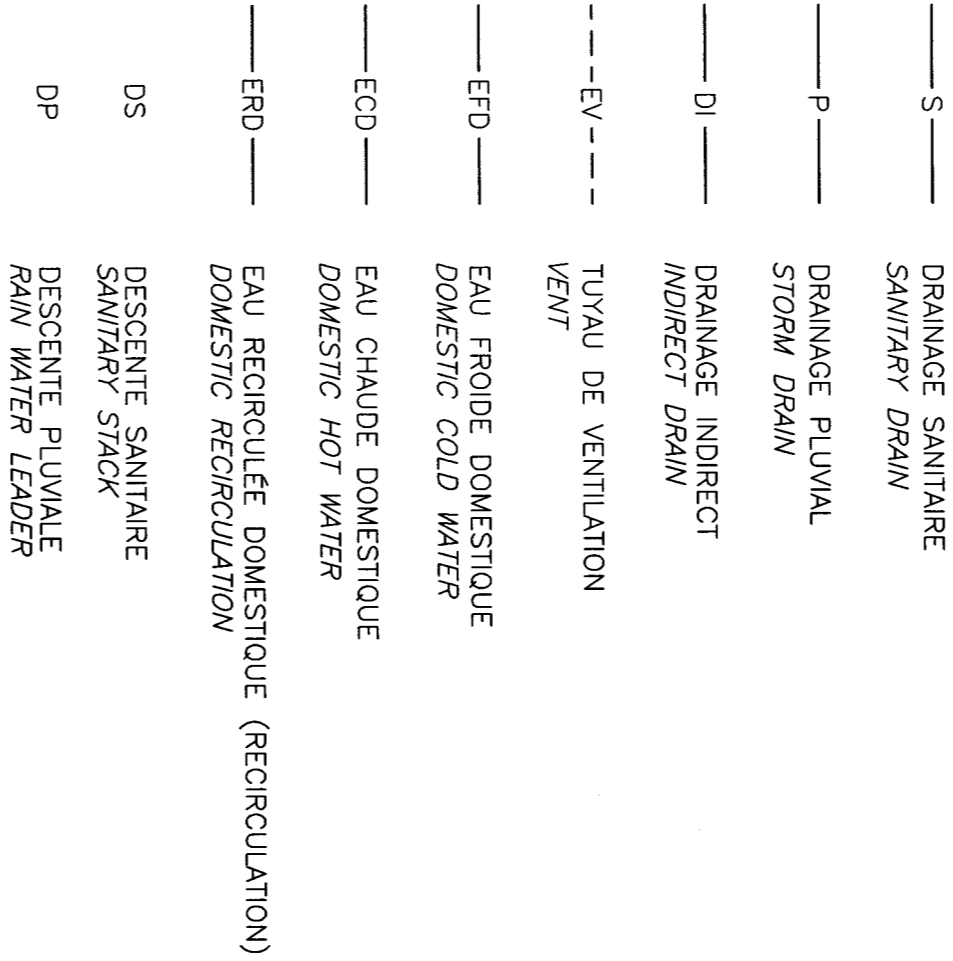 S DRAINAGE SANITAIRE
SANITARY DRAIN
P DRAINAGE PLUVIAL
STORM DRAIN
DI DRAINAGE INDIRECT
INDIRECT DRAIN
EV TUYAU DE VENTILATION
VENT
EFD EAU FROIDE DOMESTIQUE
DOMESTIC COLD WATER
ECD EAU CHAUDE DOMESTIQUE
DOMESTIC HOT WATER
ERD EAU RECIRCULÉE DOMESTIQUE (RECIRCULATION)
DOMESTIC RECIRCULATION
DS DESCENTE SANITAIRE
SANITARY STACK
DP DESCENTE PLUVIALE
RAIN WATER LEADER